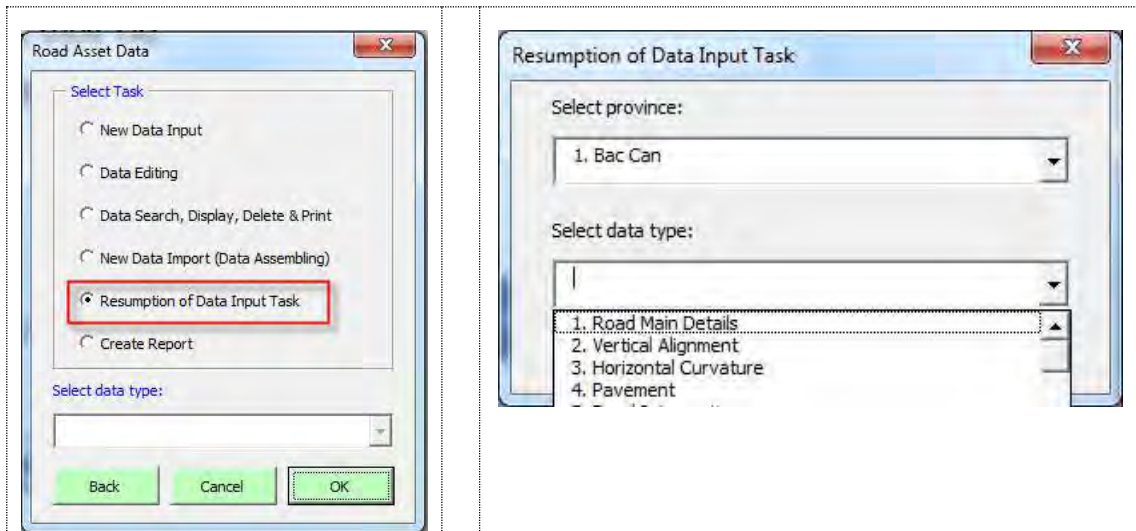 Road Asset Data
Select Task
New Data Input
Data Editing
Data Search, Display, Delete & Print
New Data Import (Data Assembling)
Resumption of Data Input Task
Create Report
Select data type:
Back Cancel OK
Resumption of Data Input Task
Select province:
1. Bac Can
Select data type:
1. Road Main Details
2. Vertical Alignment
3. Horizontal Curvature
4. Pavement